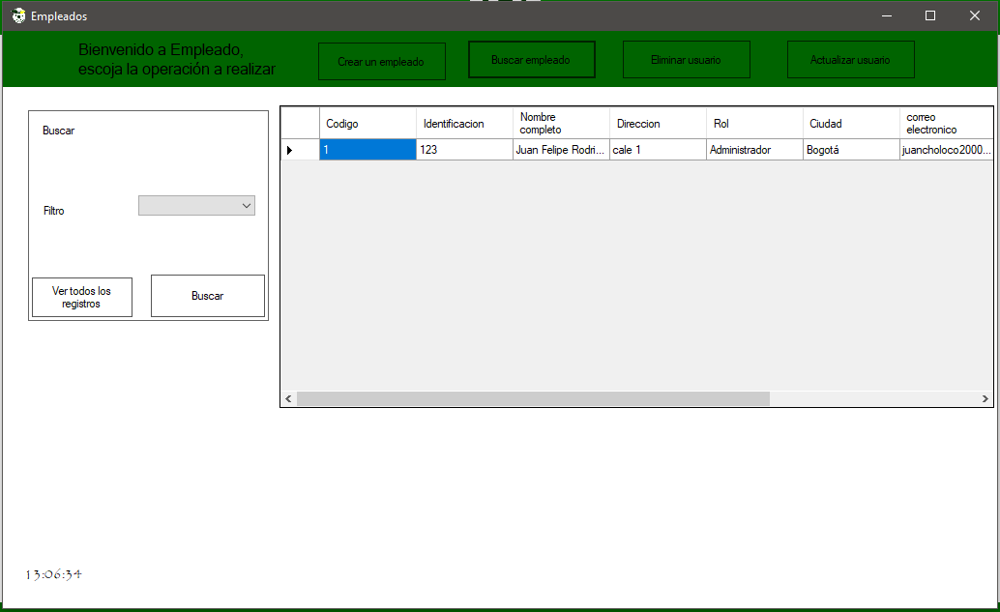 Empleados
Bienvenido a Empleado,
escoja la operación a realizar
Crear un empleado
Buscar empleado
Eliminar usuario
Actualizar usuario
Buscar
Filtro
Ver todos los
registros
Buscar
Codigo Identificacion Nombre completo Direccion Rol Ciudad correo electronico
1 123 Juan Felipe Rodri... cale 1 Administrador Bogotá juancholoco2000...
13:06:34